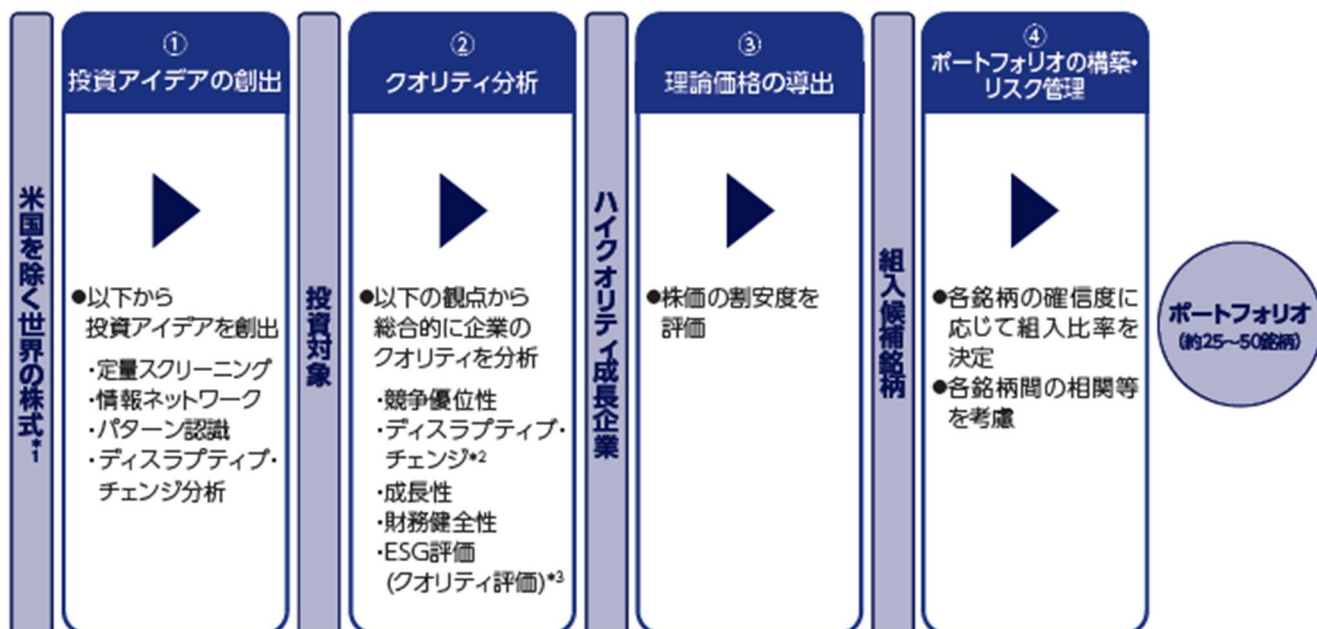 米国を除く世界の株式*1
①
投資アイデアの創出
●以下から
投資アイデアを創出
・定量スクリーニング
・情報ネットワーク
・パターン認識
・ディスラプティブ・
チェンジ分析
投資対象
②
クオリティ分析
●以下の観点から
総合的に企業の
クオリティを分析
・競争優位性
・ディスラプティブ・
チェンジ*2
・成長性
・財務健全性
・ESG評価
(クオリティ評価)*3
ハイクオリティ成長企業
③
理論価格の導出
●株価の割安度を
評価
組入候補銘柄
④
ポートフォリオの構築・
リスク管理
●各銘柄の確信度に
応じて組入比率を
決定
●各銘柄間の相関等
を考慮
ポートフォリオ
(約25～50銘柄)